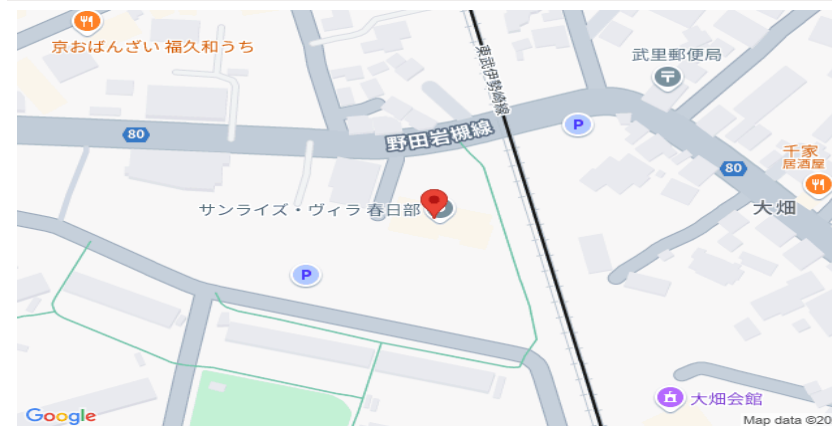 京おばんざい 福久和うち
東武伊勢崎線
武里郵便局
80
野田岩槻線
P
80
千家
居酒屋
サンライズ・ヴィラ 春日部
大畑
P
大畑会館
Google
Map data ©20